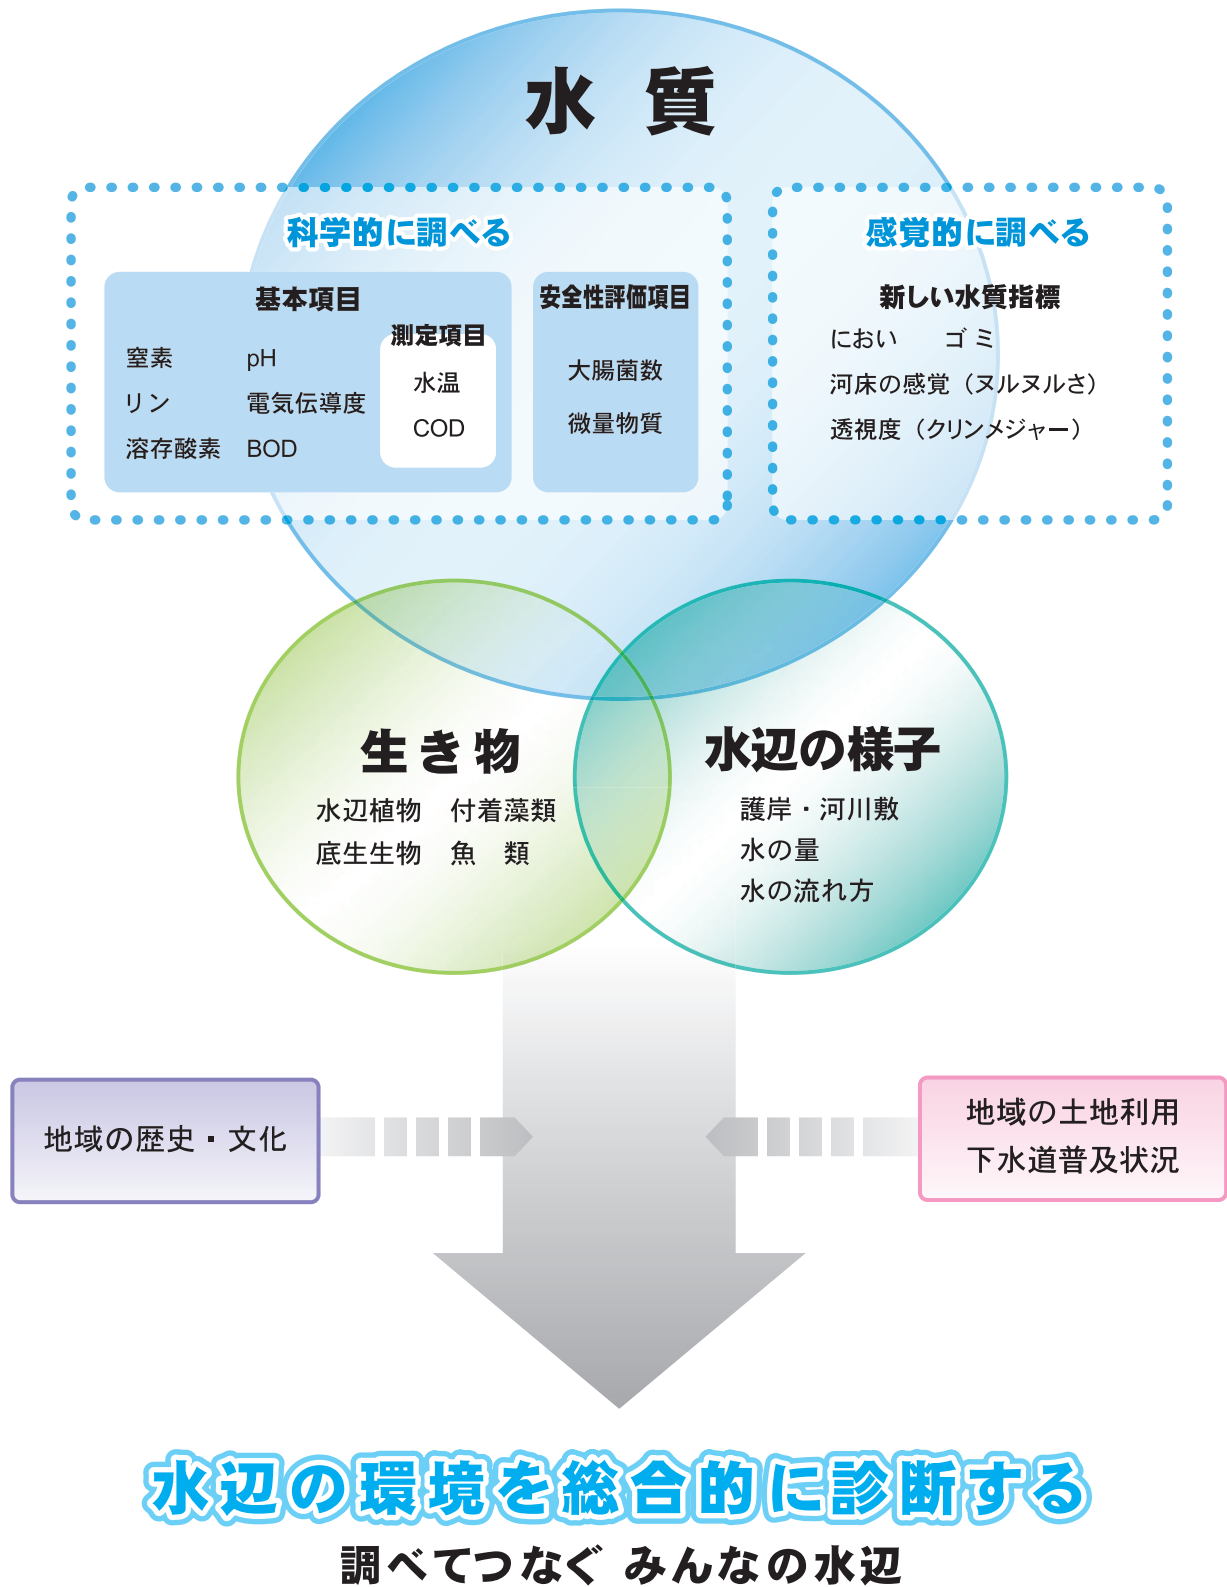 水 質
科学的に調べる
感覚的に調べる
基本項目
窒素 pH
リン 電気伝導度
溶存酸素 BOD
測定項目
水温
COD
安全性評価項目
大腸菌数
微量物質
新しい水質指標
におい ゴミ
河床の感覚（ヌルヌルさ）
透視度（クリンメジャー）
生き物
水辺植物 付着藻類
底生生物 魚 類
水辺の様子
護岸・河川敷
水の量
水の流れ方
地域の歴史・文化
地域の土地利用
下水道普及状況
水辺の環境を総合的に診断する
調べてつなぐ みんなの水辺